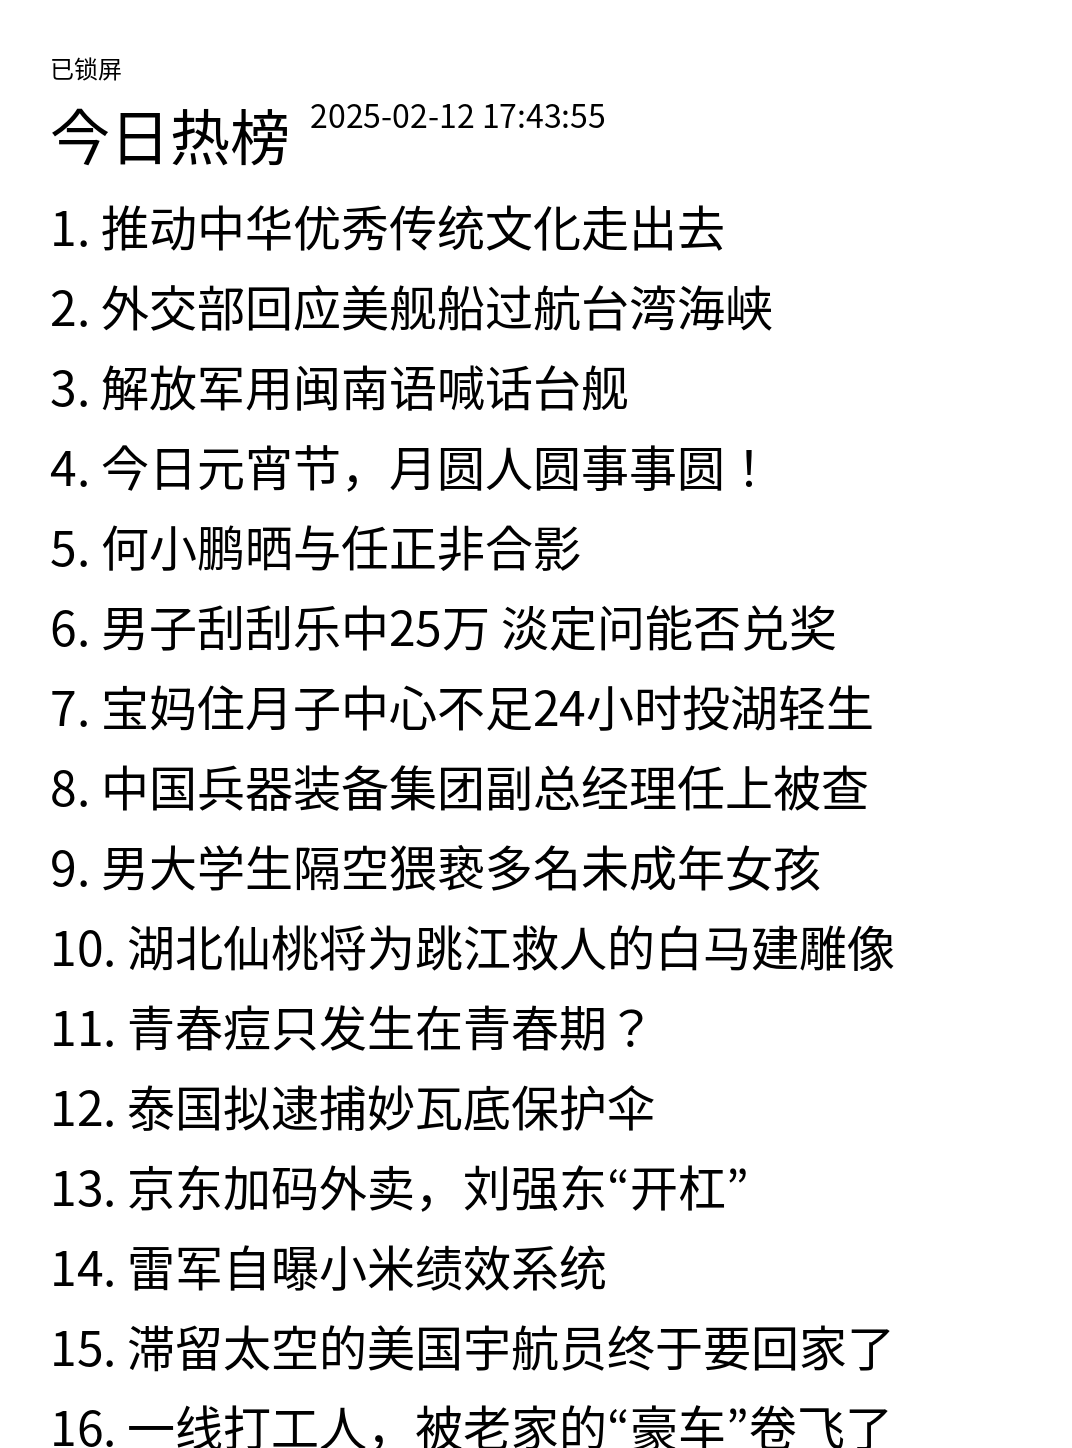 已锁屏
今日热榜 2025-02-12 17:43:55
1. 推动中华优秀传统文化走出去
2. 外交部回应美舰船过航台湾海峡
3. 解放军用闽南语喊话台舰
4. 今日元宵节，月圆人圆事事圆！
5. 何小鹏晒与任正非合影
6. 男子刮刮乐中25万 淡定问能否兑奖
7. 宝妈住月子中心不足24小时投湖轻生
8. 中国兵器装备集团副总经理任上被查
9. 男大学生隔空猥亵多名未成年女孩
10. 湖北仙桃将为跳江救人的白马建雕像
11. 青春痘只发生在青春期？
12. 泰国拟逮捕妙瓦底保护伞
13. 京东加码外卖，刘强东“开杠”
14. 雷军自曝小米绩效系统
15. 滞留太空的美国宇航员终于要回家了
16. 一线打工人，被老家的“豪车”卷飞了